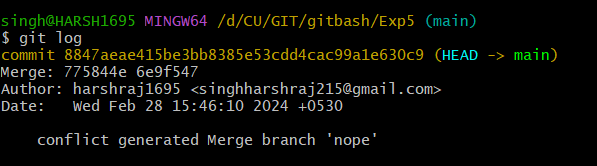 singh@HARSH1695 MINGW64 /d/CU/GIT/gitbash/Exp5 (main)
$ git log
commit 8847aeae415be3bb8385e53cdd4cac99a1e630c9 (HEAD -> main)
Merge: 775844e 6e9f547
Author: harshraj1695 <singhharshraj215@gmail.com>
Date:   Wed Feb 28 15:46:10 2024 +0530

    conflict generated Merge branch 'nope'